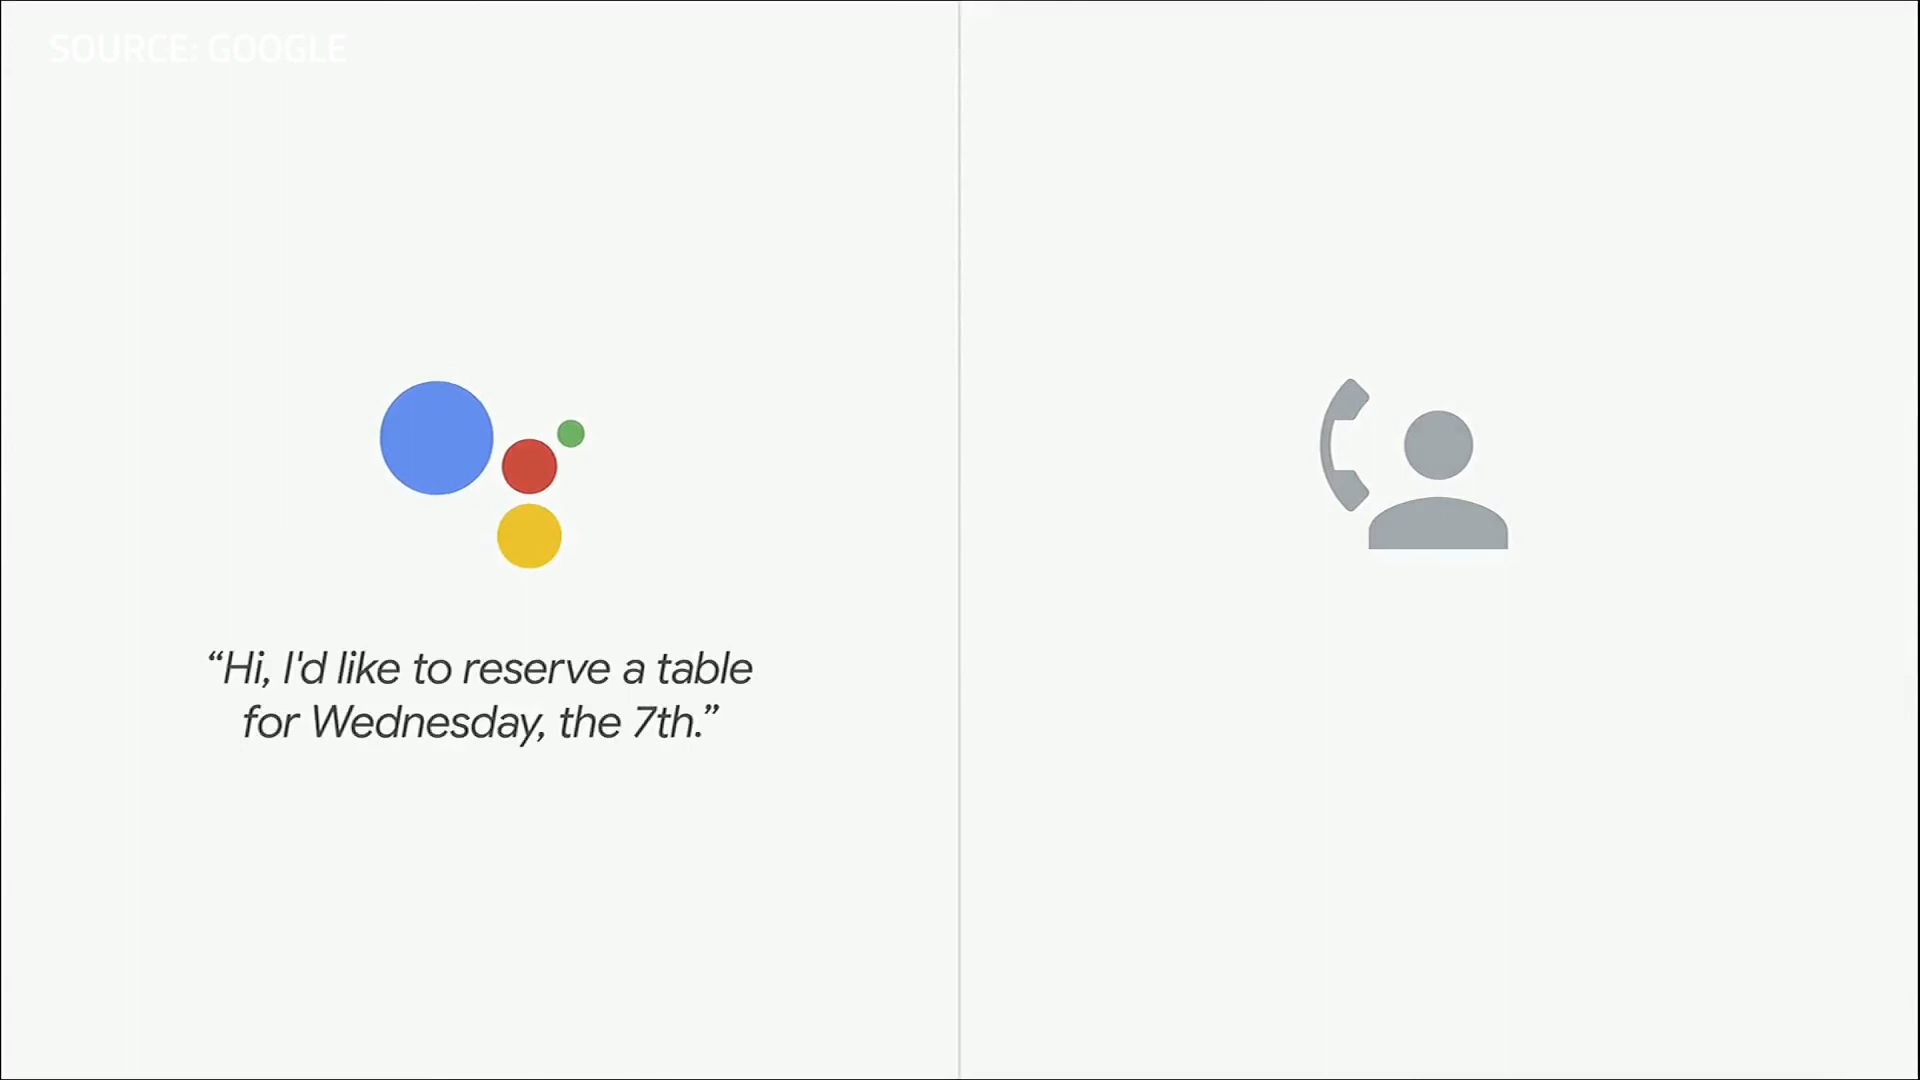 SOURCE: GOOGLE
“Hi, I'd like to reserve a table
for Wednesday, the 7th.”